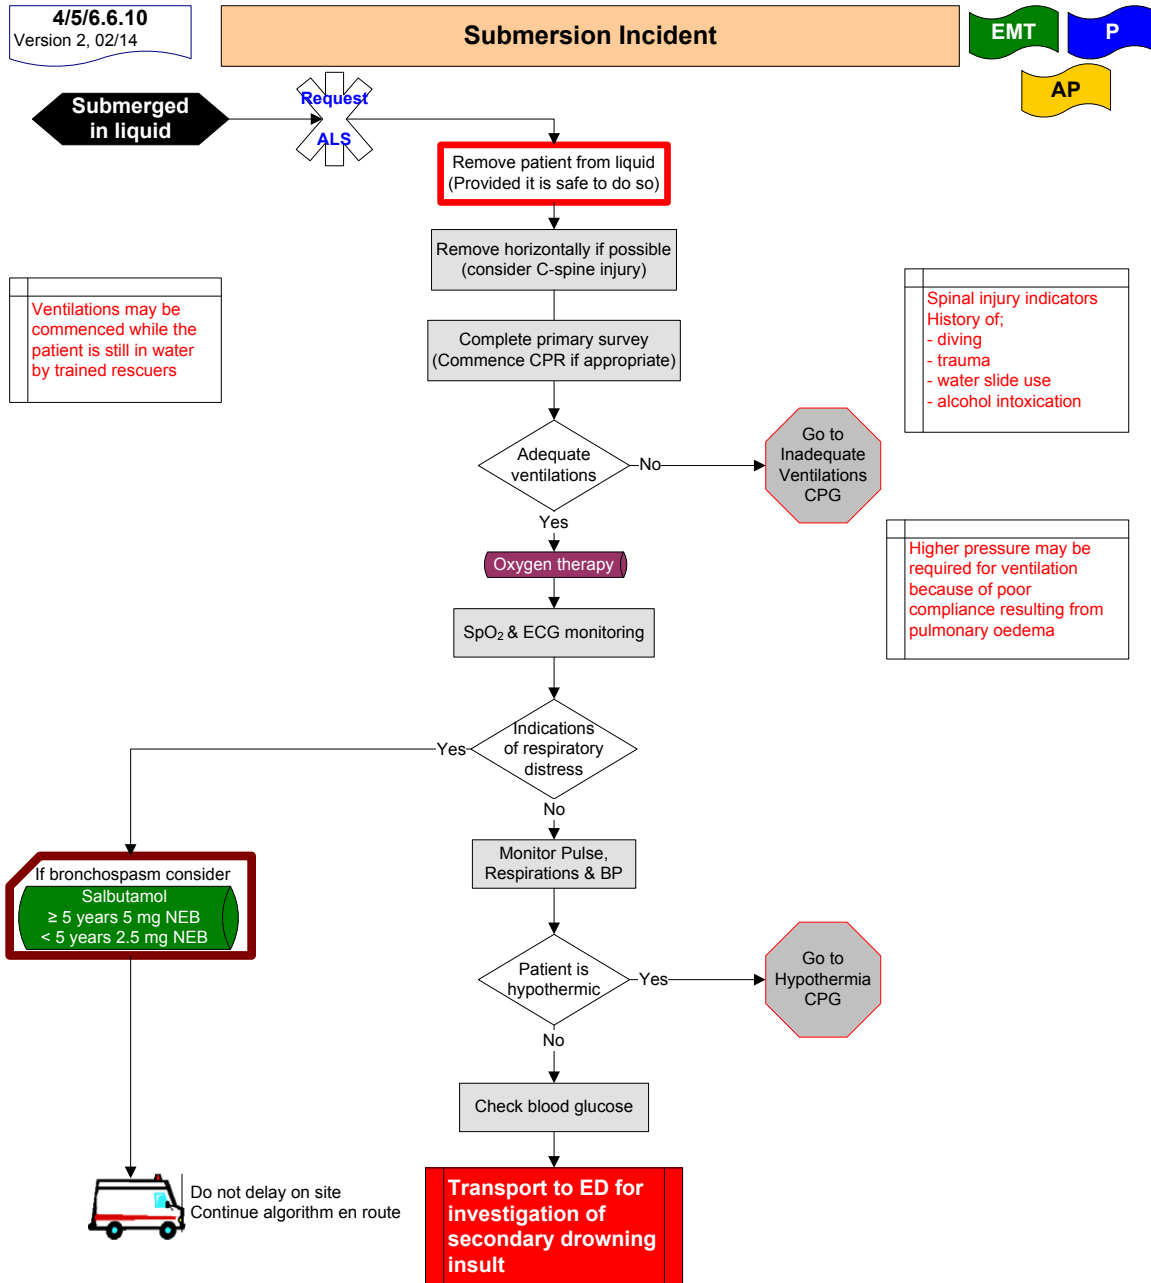 4/5/6.6.10
Version 2, 02/14
Submersion Incident
EMT
P
AP
Submerged
in liquid
Request
ALS
Remove patient from liquid
(Provided it is safe to do so)
Remove horizontally if possible
(consider C-spine injury)
Ventilations may be
commenced while the
patient is still in water
by trained rescuers
Spinal injury indicators
History of;
- diving
- trauma
- water slide use
- alcohol intoxication
Complete primary survey
(Commence CPR if appropriate)
Adequate
ventilations
No
Go to
Inadequate
Ventilations
CPG
Yes
Oxygen therapy
Higher pressure may be
required for ventilation
because of poor
compliance resulting from
pulmonary oedema
SpO₂ & ECG monitoring
Indications
of respiratory
distress
Yes
No
Monitor Pulse,
Respirations & BP
If bronchospasm consider
Salbutamol
≥ 5 years 5 mg NEB
< 5 years 2.5 mg NEB
Patient is
hypothermic
Yes
Go to
Hypothermia
CPG
No
Check blood glucose
Do not delay on site
Continue algorithm en route
Transport to ED for
investigation of
secondary drowning
insult